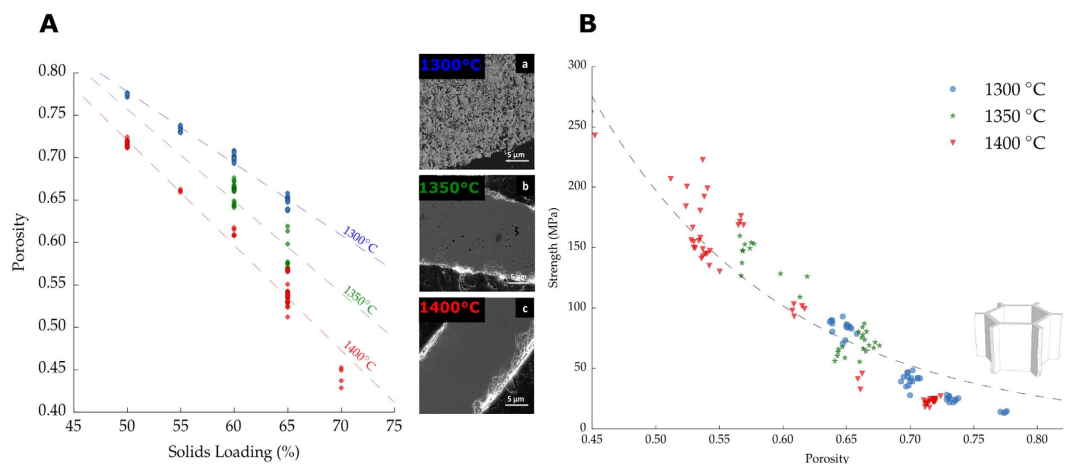 A
B
0.80
0.75
0.70
0.65
0.60
0.55
0.50
0.45
0.40
Porosity
45
50
55
60
65
70
75
Solids Loading (%)
1300°C
1350°C
1400°C
1300°C
a
5 µm
1350°C
b
5 µm
1400°C
c
5 µm
300
250
200
150
100
50
0
Strength (MPa)
0.45
0.50
0.55
0.60
0.65
0.70
0.75
0.80
Porosity
1300 °C
1350 °C
1400 °C